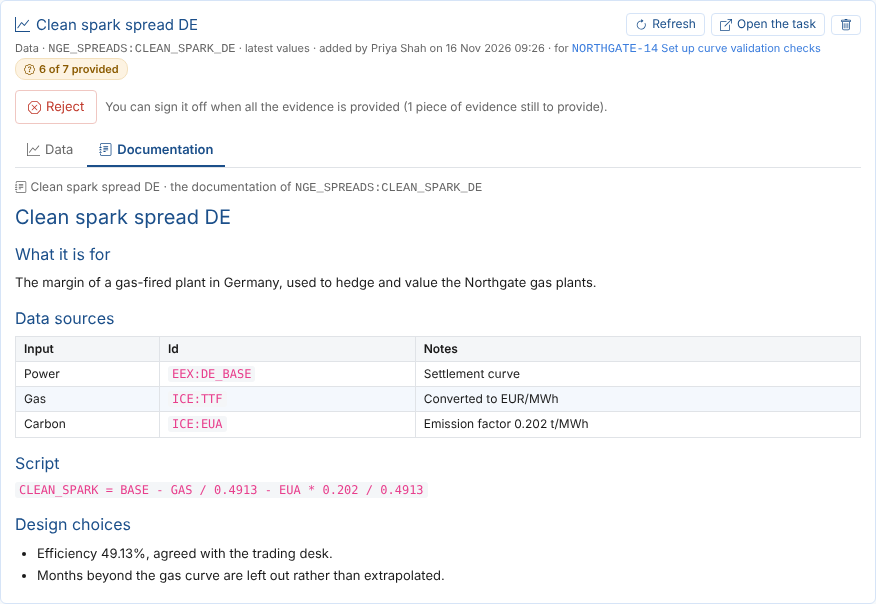 Clean spark spread DE
Refresh
Open the task
Data · NGE_SPREADS:CLEAN_SPARK_DE · latest values · added by Priya Shah on 16 Nov 2026 09:26 · for NORTHGATE-14 Set up curve validation checks
6 of 7 provided
Reject
You can sign it off when all the evidence is provided (1 piece of evidence still to provide).
Data
Documentation
Clean spark spread DE · the documentation of NGE_SPREADS:CLEAN_SPARK_DE
Clean spark spread DE
What it is for
The margin of a gas-fired plant in Germany, used to hedge and value the Northgate gas plants.
Data sources
Input Id Notes
Power EEX:DE_BASE Settlement curve
Gas ICE:TTF Converted to EUR/MWh
Carbon ICE:EUA Emission factor 0.202 t/MWh
Script
CLEAN_SPARK = BASE - GAS / 0.4913 - EUA * 0.202 / 0.4913
Design choices
• Efficiency 49.13%, agreed with the trading desk.
• Months beyond the gas curve are left out rather than extrapolated.